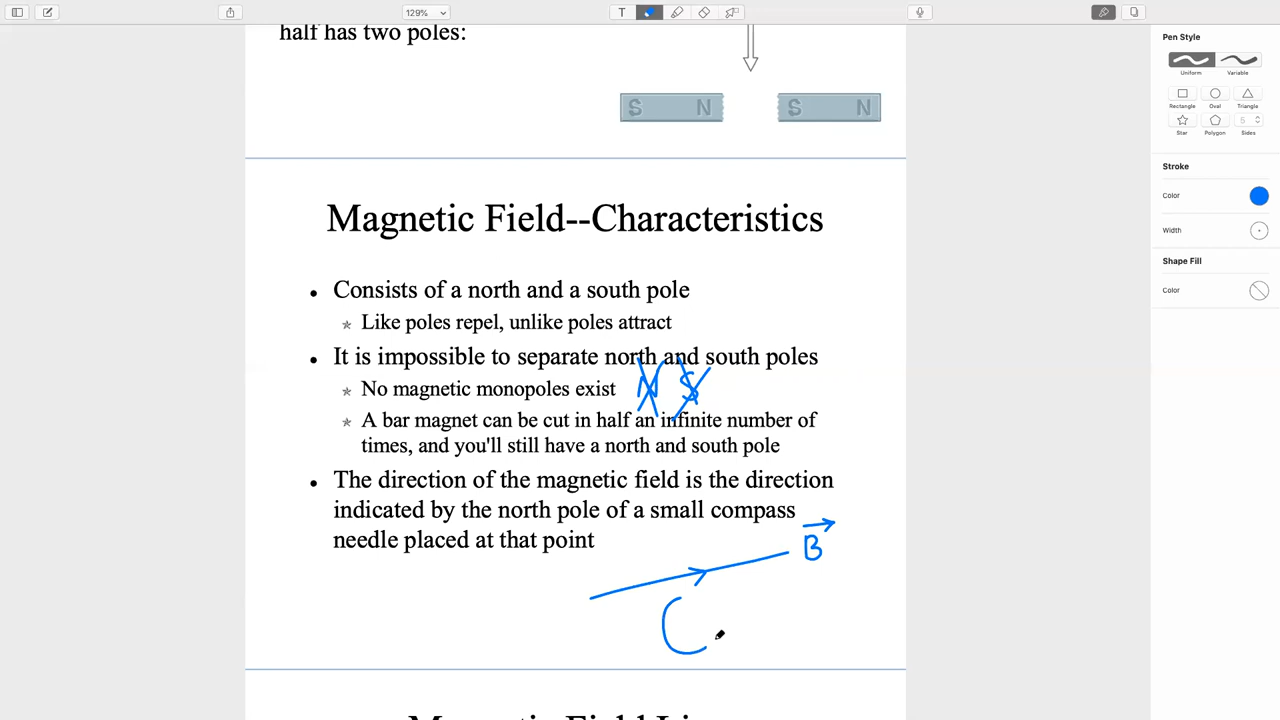 129%
T
half has two poles:
S N S N
Magnetic Field--Characteristics
• Consists of a north and a south pole
Like poles repel, unlike poles attract
• It is impossible to separate north and south poles
No magnetic monopoles exist N S
A bar magnet can be cut in half an infinite number of
times, and you'll still have a north and south pole
• The direction of the magnetic field is the direction
indicated by the north pole of a small compass
needle placed at that point
B
Pen Style
Uniform Variable
Rectangle Oval Triangle
5
Star Polygon Sides
Stroke
Color
Width
Shape Fill
Color